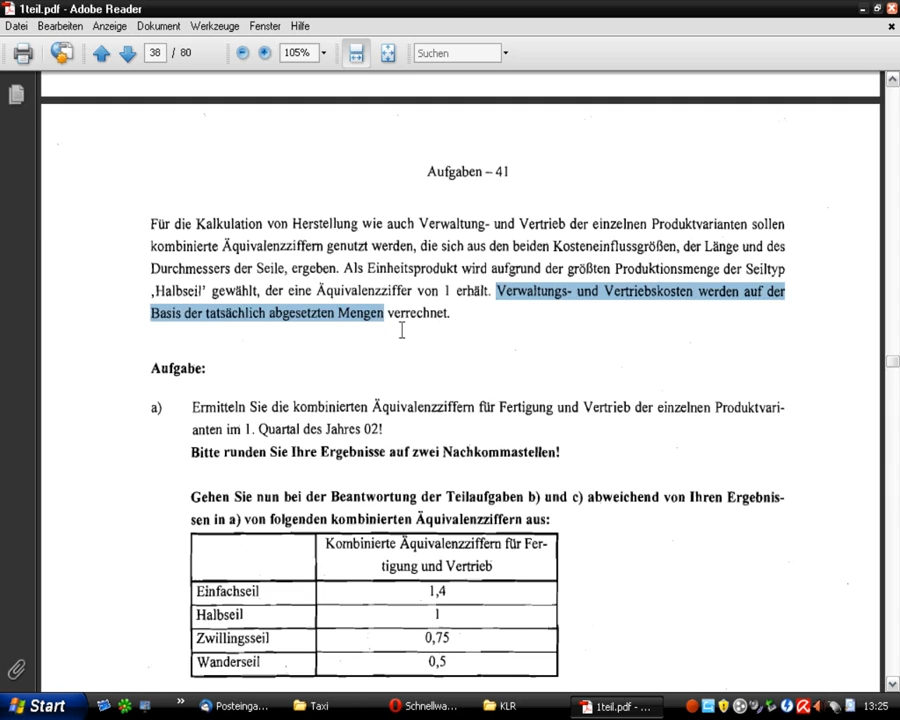 1teil.pdf - Adobe Reader
Datei Bearbeiten Anzeige Dokument Werkzeuge Fenster Hilfe
38 / 80 105% Suchen
Aufgaben – 41
Für die Kalkulation von Herstellung wie auch Verwaltung- und Vertrieb der einzelnen Produktvarianten sollen
kombinierte Äquivalenzziffern genutzt werden, die sich aus den beiden Kosteneinflussgrößen, der Länge und des
Durchmessers der Seile, ergeben. Als Einheitsprodukt wird aufgrund der größten Produktionsmenge der Seiltyp
‚Halbseil' gewählt, der eine Äquivalenzziffer von 1 erhält. Verwaltungs- und Vertriebskosten werden auf der
Basis der tatsächlich abgesetzten Mengen verrechnet.
Aufgabe:
a) Ermitteln Sie die kombinierten Äquivalenzziffern für Fertigung und Vertrieb der einzelnen Produktvari-
anten im 1. Quartal des Jahres 02!
Bitte runden Sie Ihre Ergebnisse auf zwei Nachkommastellen!
Gehen Sie nun bei der Beantwortung der Teilaufgaben b) und c) abweichend von Ihren Ergebnis-
sen in a) von folgenden kombinierten Äquivalenzziffern aus:
Kombinierte Äquivalenzziffern für Fer-
tigung und Vertrieb
Einfachseil 1,4
Halbseil 1
Zwillingsseil 0,75
Wanderseil 0,5
Start » Posteinga... Taxi Schnellwa... KLR 1teil.pdf - ... 13:25